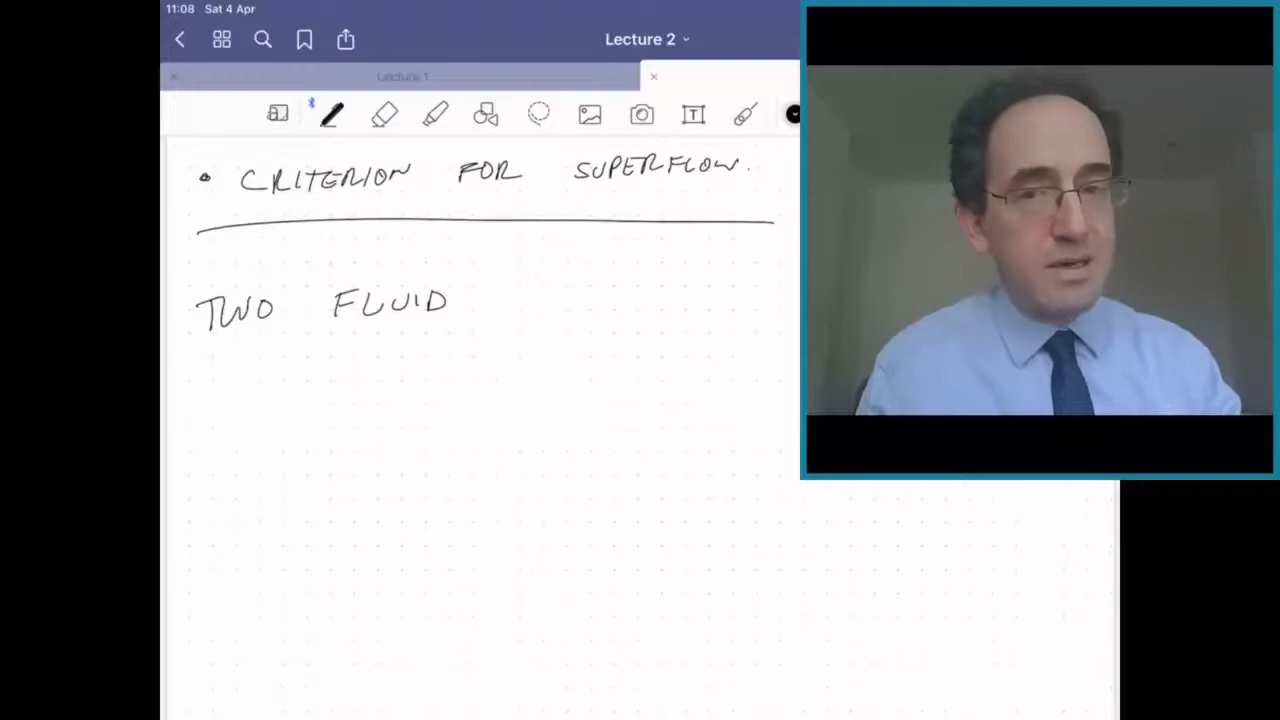 11:08 Sat 4 Apr
Lecture 2
Lecture 1
• CRITERION FOR SUPERFLOW.
TWO FLUID